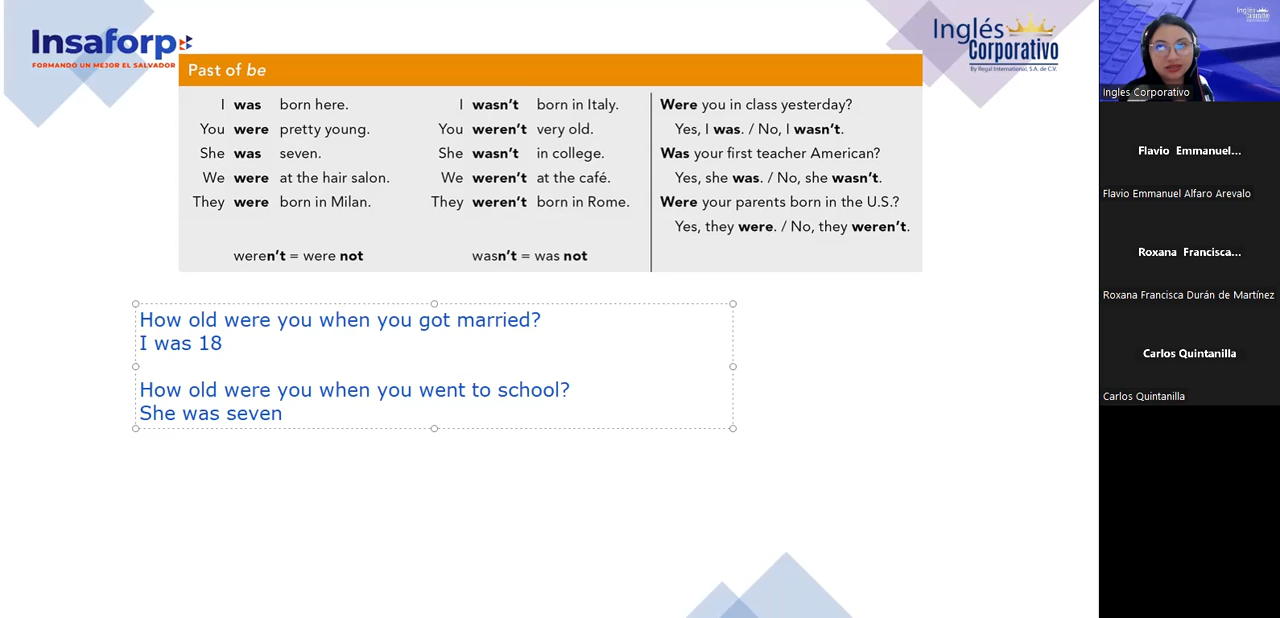 Insaforp
FORMANDO UN MEJOR EL SALVADOR
Inglés
Corporativo
By Regal International, S.A. de C.V.
Past of be
I was born here.
You were pretty young.
She was seven.
We were at the hair salon.
They were born in Milan.
weren't = were not
I wasn't born in Italy.
You weren't very old.
She wasn't in college.
We weren't at the café.
They weren't born in Rome.
wasn't = was not
Were you in class yesterday?
Yes, I was. / No, I wasn't.
Was your first teacher American?
Yes, she was. / No, she wasn't.
Were your parents born in the U.S.?
Yes, they were. / No, they weren't.
How old were you when you got married?
I was 18
How old were you when you went to school?
She was seven
Inglés
Corporativo
Ingles Corporativo
Flavio Emmanuel...
Flavio Emmanuel Alfaro Arevalo
Roxana Francisca...
Roxana Francisca Durán de Martínez
Carlos Quintanilla
Carlos Quintanilla